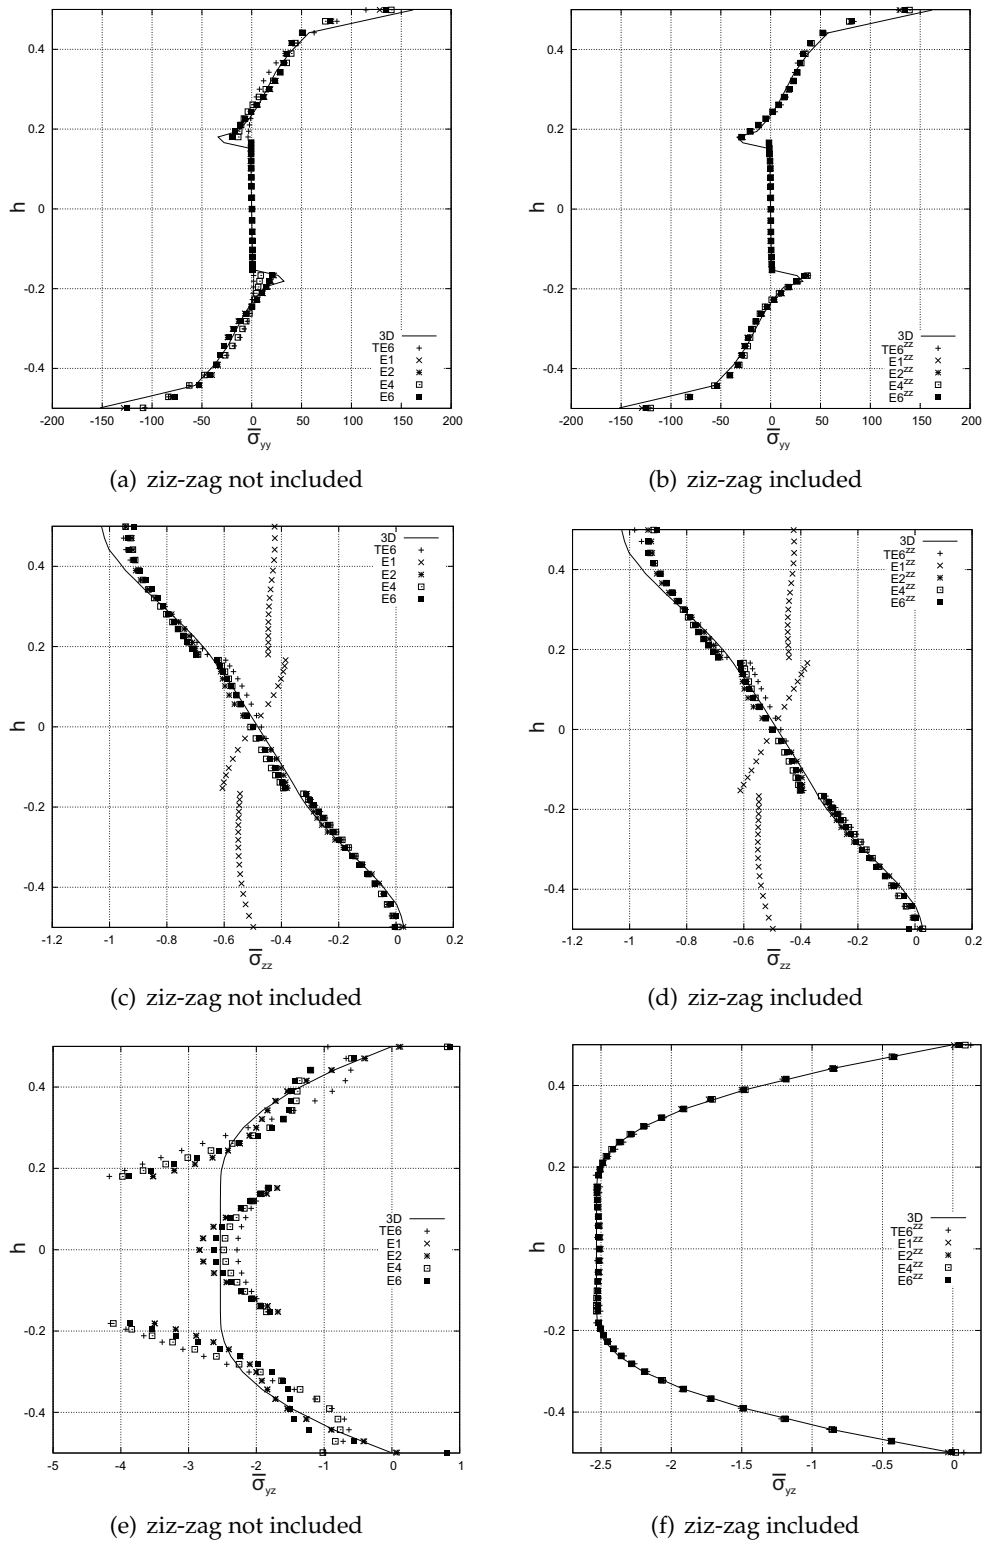 0.4
0.2
0
-0.2
-0.4
h
3D
TE6
E1
E2
E4
E6
-200 -150 -100 -50 0 50 100 150 200
σ̅yy
(a) ziz-zag not included
0.4
0.2
0
-0.2
-0.4
h
3D
TE6zz
E1zz
E2zz
E4zz
E6zz
-200 -150 -100 -50 0 50 100 150 200
σ̅yy
(b) ziz-zag included
0.4
0.2
0
-0.2
-0.4
h
3D
TE6
E1
E2
E4
E6
-1.2 -1 -0.8 -0.6 -0.4 -0.2 0 0.2
σ̅zz
(c) ziz-zag not included
0.4
0.2
0
-0.2
-0.4
h
3D
TE6zz
E1zz
E2zz
E4zz
E6zz
-1.2 -1 -0.8 -0.6 -0.4 -0.2 0 0.2
σ̅zz
(d) ziz-zag included
0.4
0.2
0
-0.2
-0.4
h
3D
TE6
E1
E2
E4
E6
-5 -4 -3 -2 -1 0 1
σ̅yz
(e) ziz-zag not included
0.4
0.2
0
-0.2
-0.4
h
3D
TE6zz
E1zz
E2zz
E4zz
E6zz
-2.5 -2 -1.5 -1 -0.5 0
σ̅yz
(f) ziz-zag included